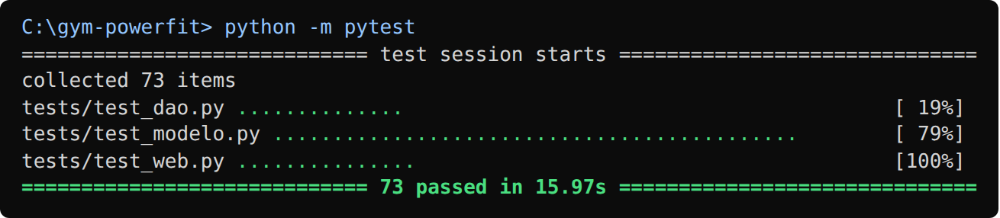 C:\gym-powerfit> python -m pytest
============================= test session starts ==============================
collected 73 items
tests/test_dao.py ..............                                        [ 19%]
tests/test_modelo.py ............................................       [ 79%]
tests/test_web.py ...............                                       [100%]
============================= 73 passed in 15.97s ==============================